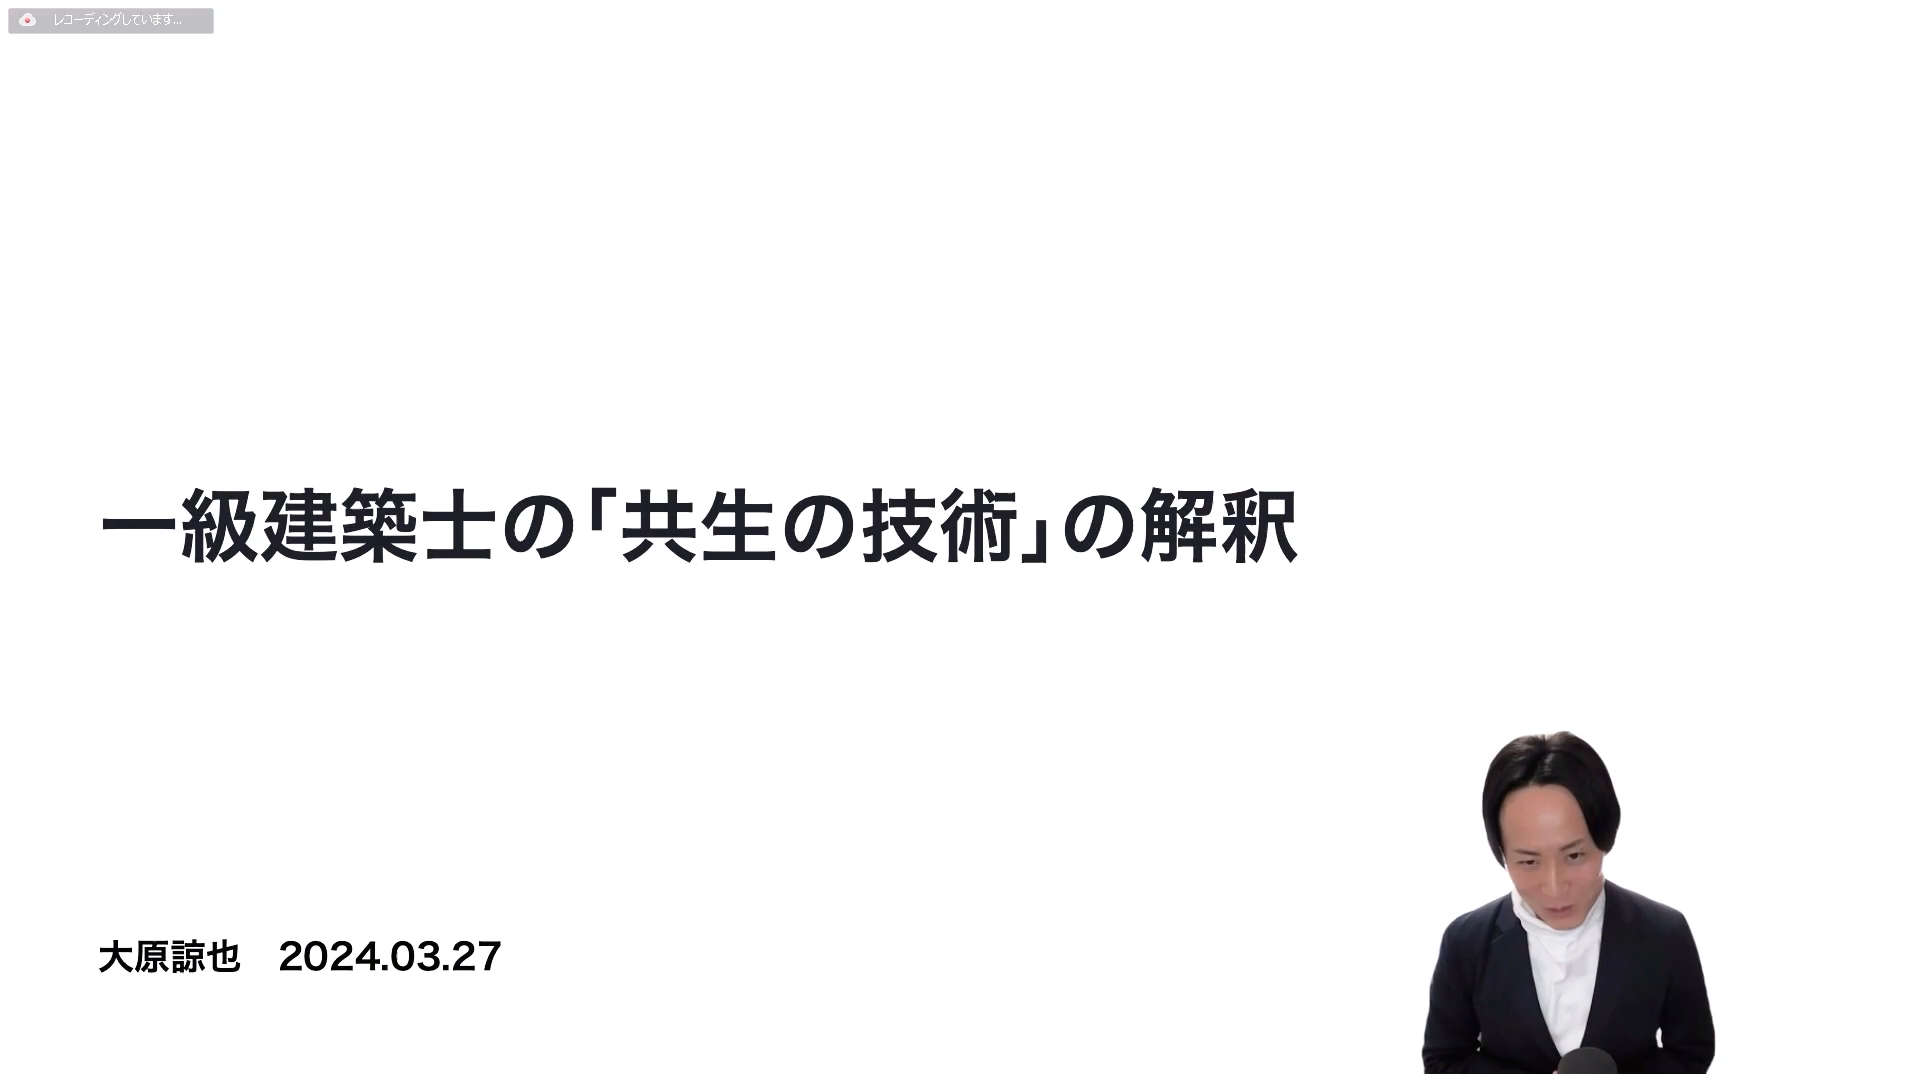 レコーディングしています...
一級建築士の｢共生の技術｣の解釈
大原諒也　2024.03.27